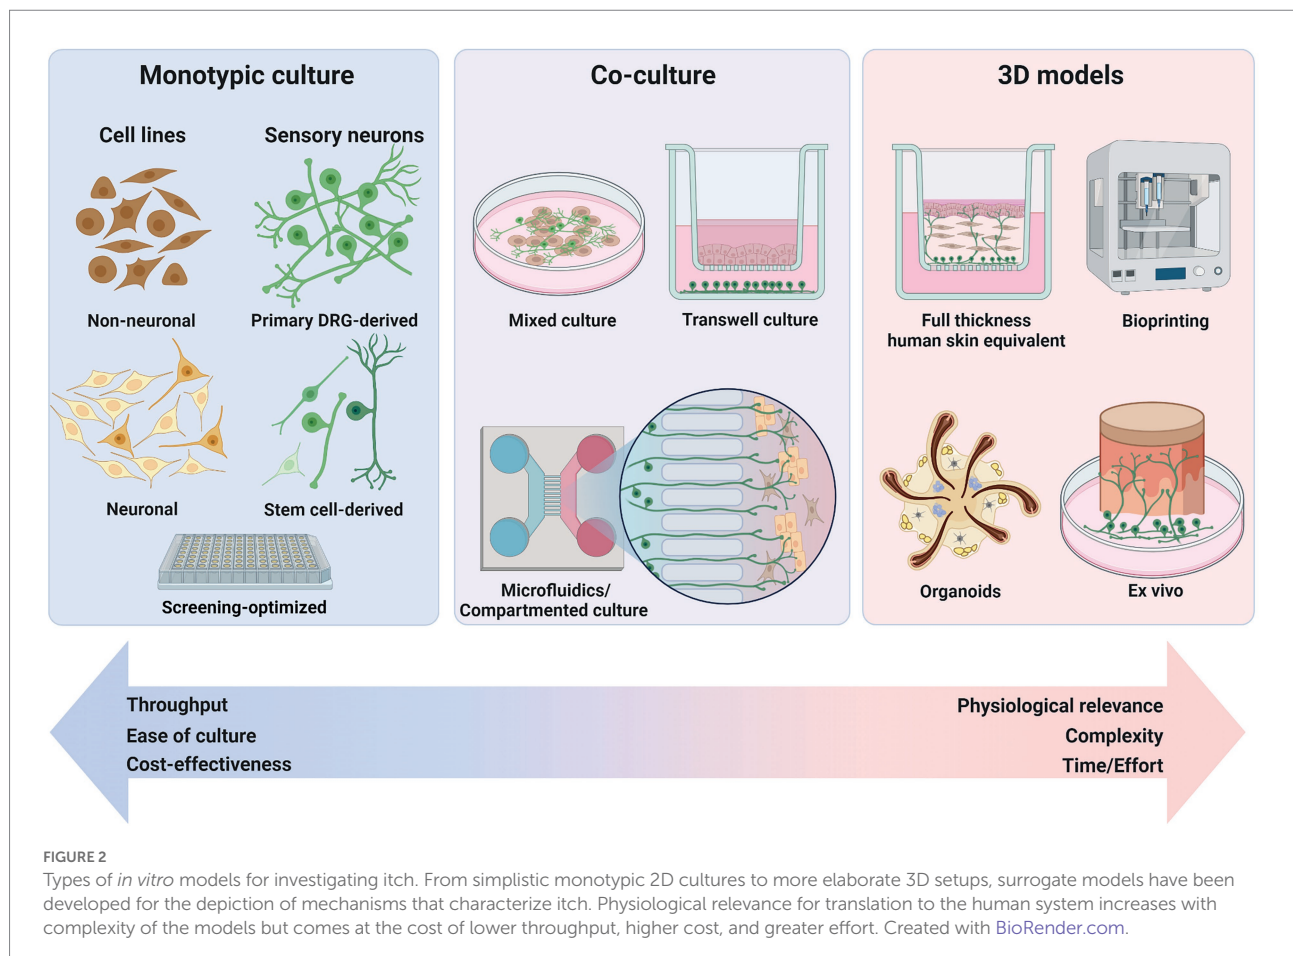 Monotypic culture
Cell lines
Sensory neurons
Non-neuronal
Primary DRG-derived
Neuronal
Stem cell-derived
Screening-optimized
Co-culture
Mixed culture
Transwell culture
Microfluidics/
Compartmented culture
3D models
Full thickness
human skin equivalent
Bioprinting
Organoids
Ex vivo
Throughput
Ease of culture
Cost-effectiveness
Physiological relevance
Complexity
Time/Effort
FIGURE 2
Types of in vitro models for investigating itch. From simplistic monotypic 2D cultures to more elaborate 3D setups, surrogate models have been
developed for the depiction of mechanisms that characterize itch. Physiological relevance for translation to the human system increases with
complexity of the models but comes at the cost of lower throughput, higher cost, and greater effort. Created with BioRender.com.